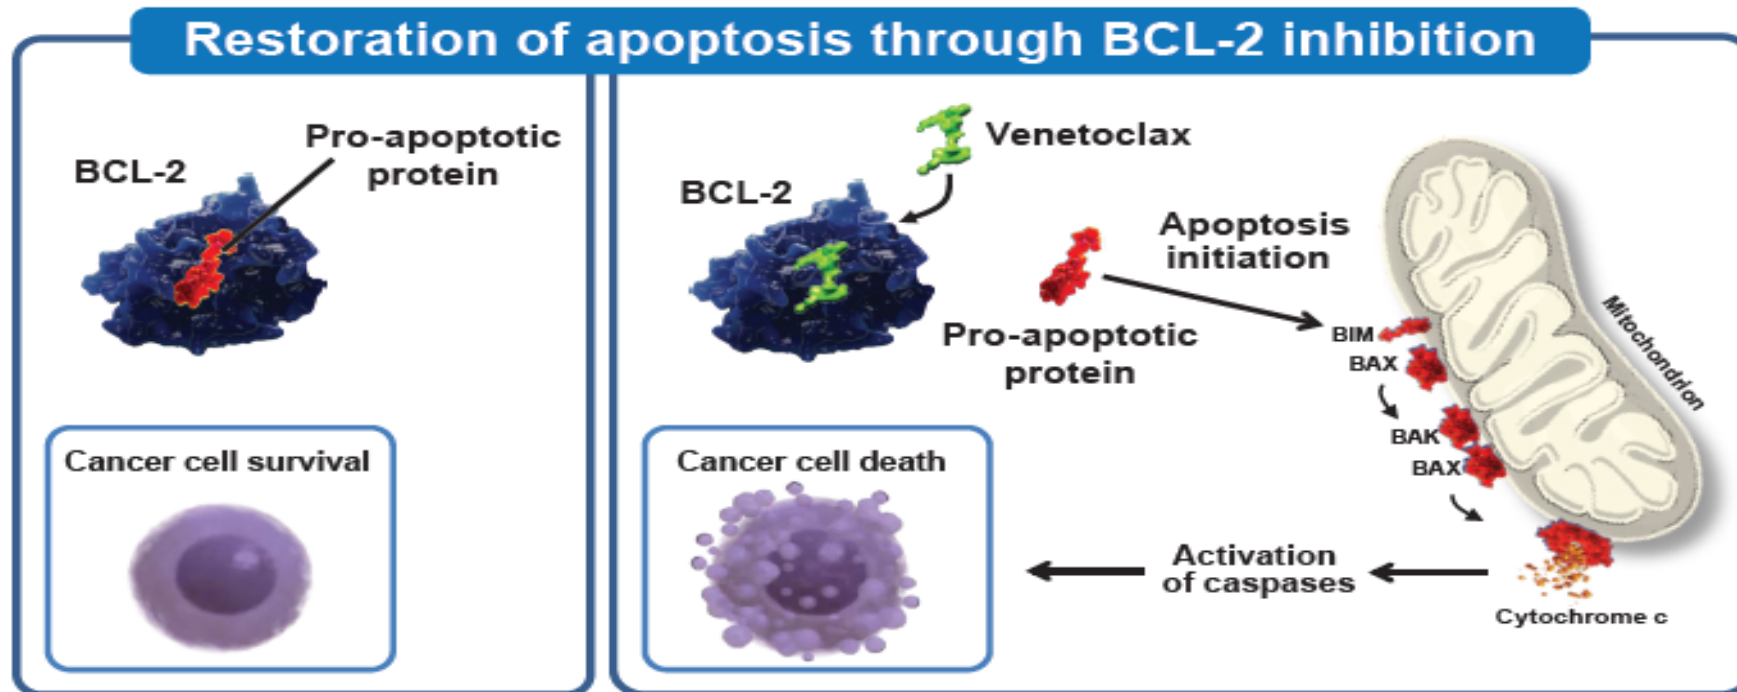 Restoration of apoptosis through BCL-2 inhibition
Pro-apoptotic
protein
BCL-2
Cancer cell survival
Venetoclax
BCL-2
Apoptosis
initiation
Pro-apoptotic
protein
BIM
BAX
BAK
BAX
Mitochondrion
Cytochrome c
Activation
of caspases
Cancer cell death